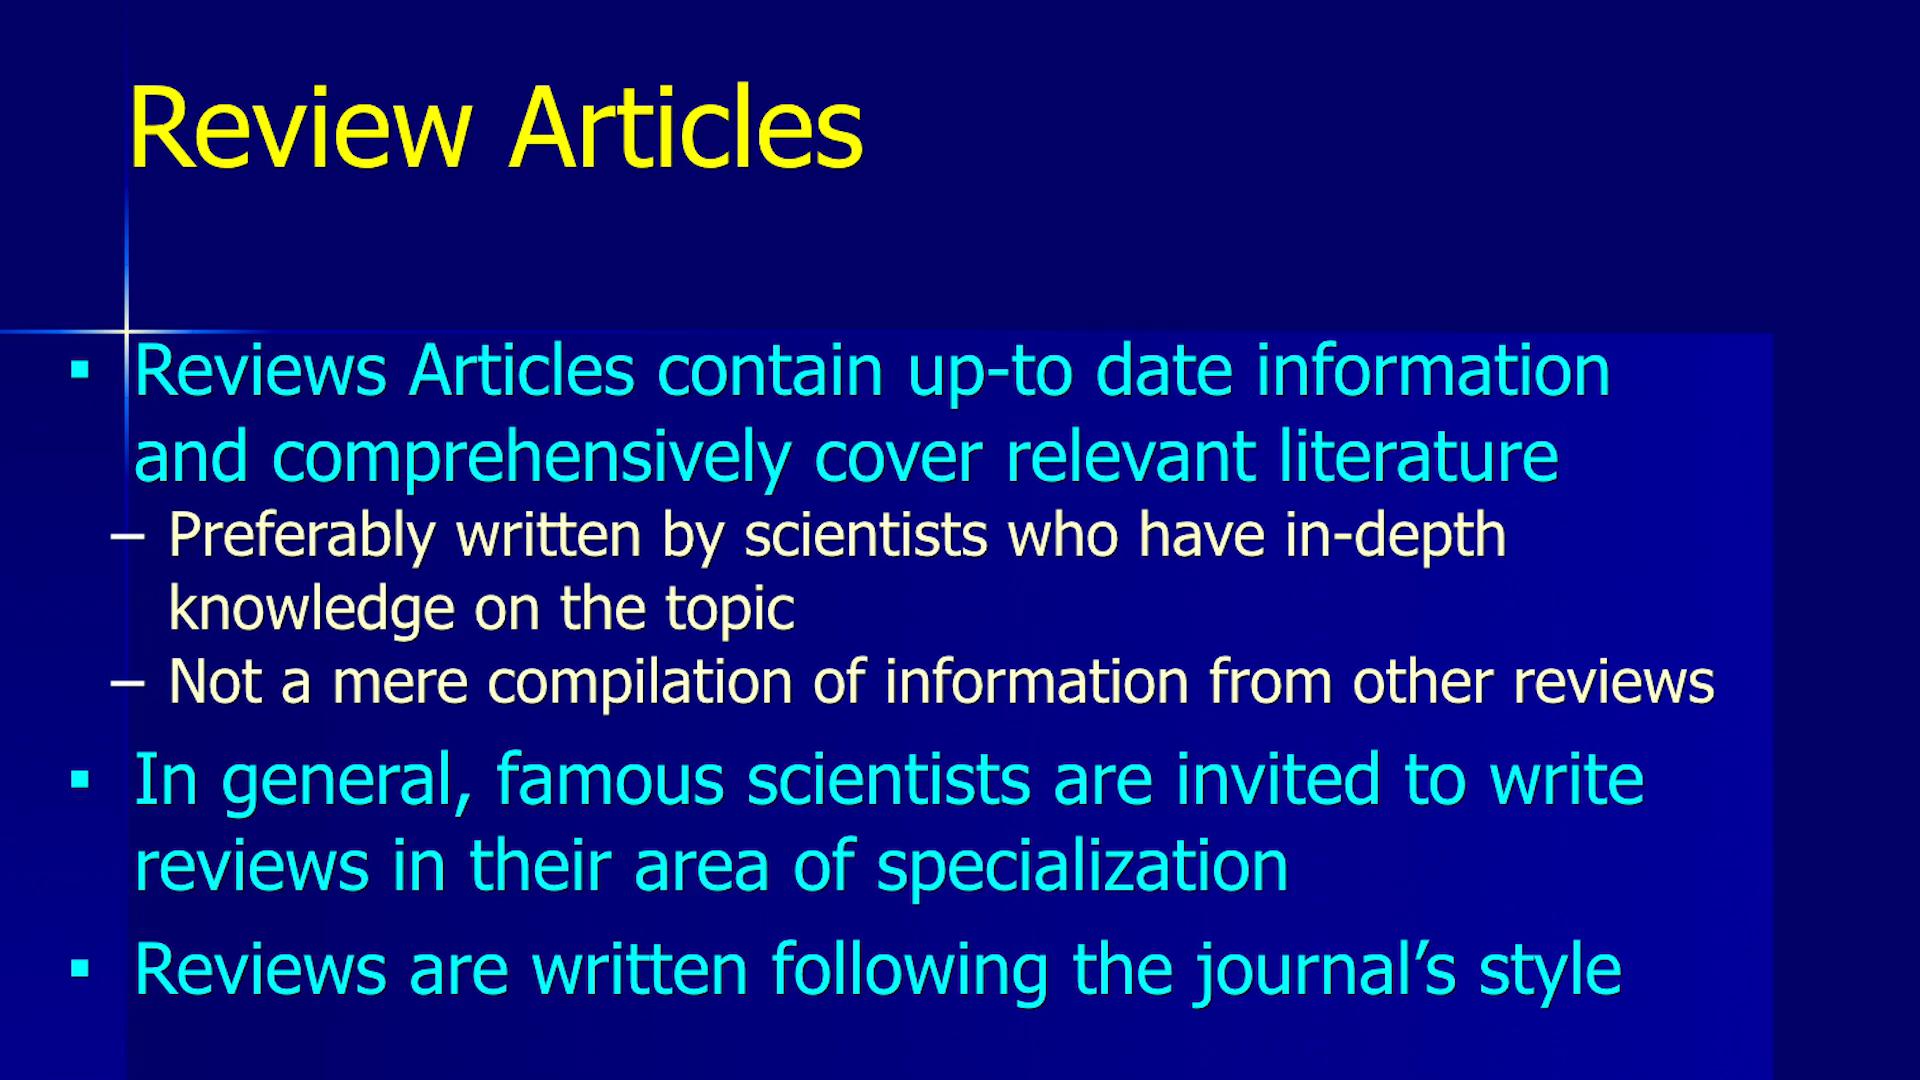 Review Articles
▪ Reviews Articles contain up-to date information
and comprehensively cover relevant literature
– Preferably written by scientists who have in-depth
knowledge on the topic
– Not a mere compilation of information from other reviews
▪ In general, famous scientists are invited to write
reviews in their area of specialization
▪ Reviews are written following the journal’s style